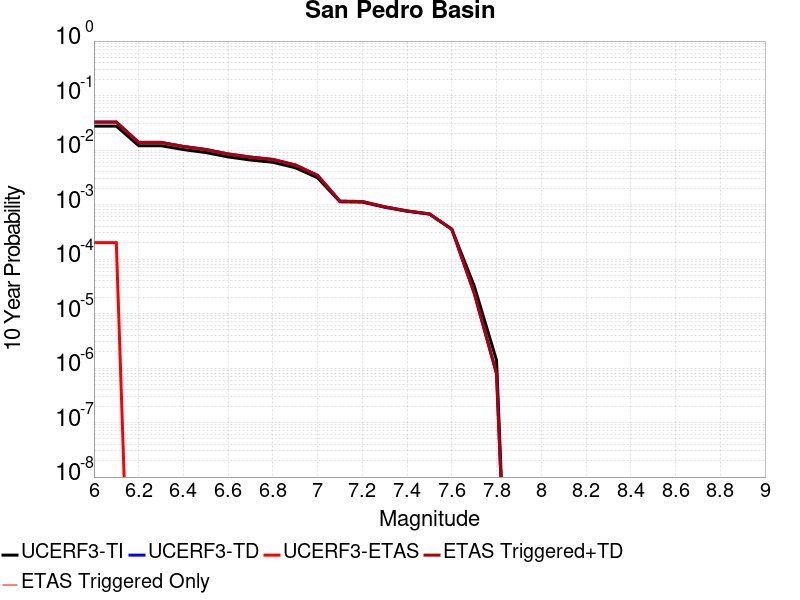 San Pedro Basin
10^0
10^-1
10^-2
10^-3
10^-4
10^-5
10^-6
10^-7
10^-8
10 Year Probability
6 6.2 6.4 6.6 6.8 7 7.2 7.4 7.6 7.8 8 8.2 8.4 8.6 8.8 9
Magnitude
UCERF3-TI UCERF3-TD UCERF3-ETAS ETAS Triggered+TD
ETAS Triggered Only